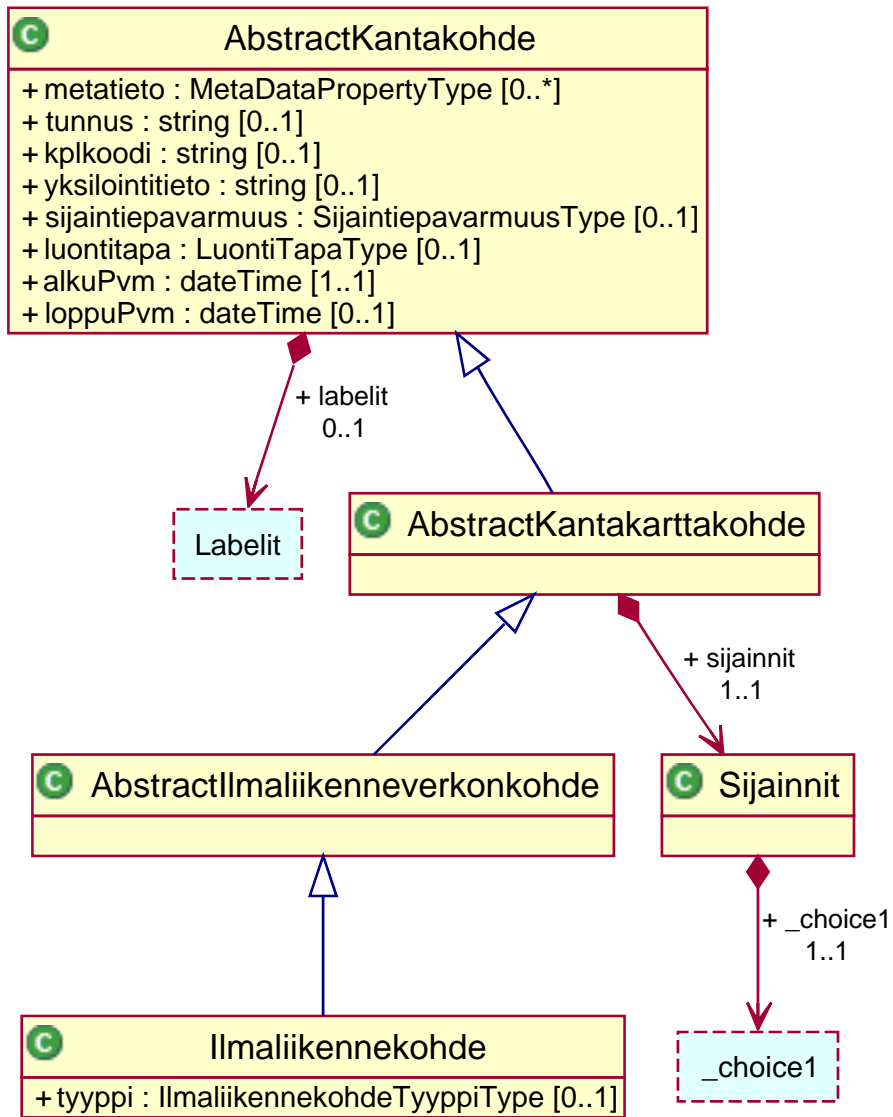 C AbstractKantakohde
+ metatieto : MetaDataPropertyType [0..*]
+ tunnus : string [0..1]
+ kplkoodi : string [0..1]
+ yksilointitieto : string [0..1]
+ sijaintiepavarmuus : SijaintiepavarmuusType [0..1]
+ luontitapa : LuontiTapaType [0..1]
+ alkuPvm : dateTime [1..1]
+ loppuPvm : dateTime [0..1]
+ labelit
0..1
Labelit
C AbstractKantakarttakohde
+ sijainnit
1..1
C AbstractIlmaliikenneverkonkohde
C Sijainnit
+ _choice1
1..1
C Ilmaliikennekohde
+ tyyppi : IlmaliikennekohdeTyyppiType [0..1]
_choice1